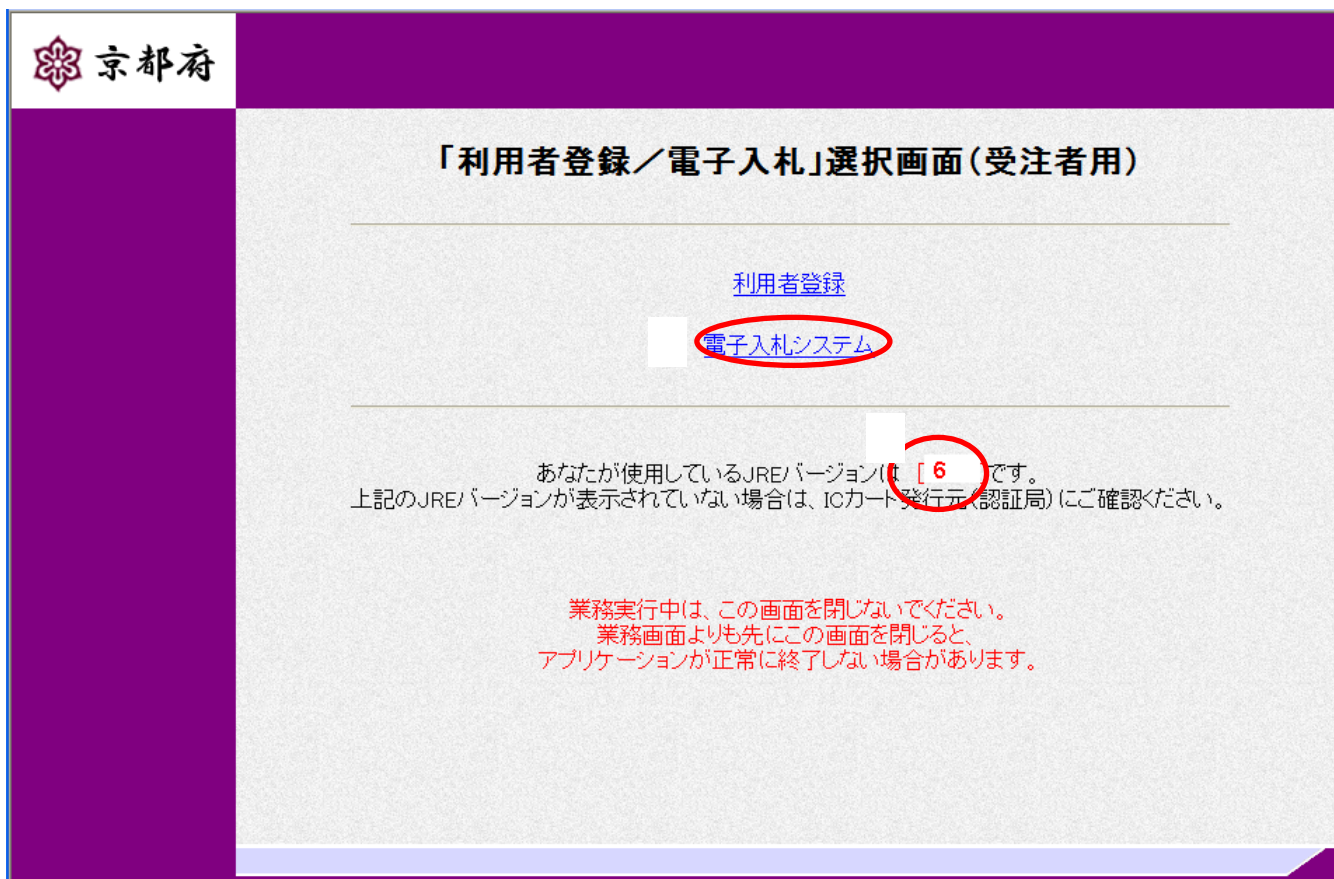 京都府
「利用者登録／電子入札」選択画面(受注者用)
利用者登録
電子入札システム
あなたが使用しているJREバージョンは [ 6 です。
上記のJREバージョンが表示されていない場合は、ICカード発行元(認証局)にご確認ください。
業務実行中は、この画面を閉じないでください。
業務画面よりも先にこの画面を閉じると、
アプリケーションが正常に終了しない場合があります。